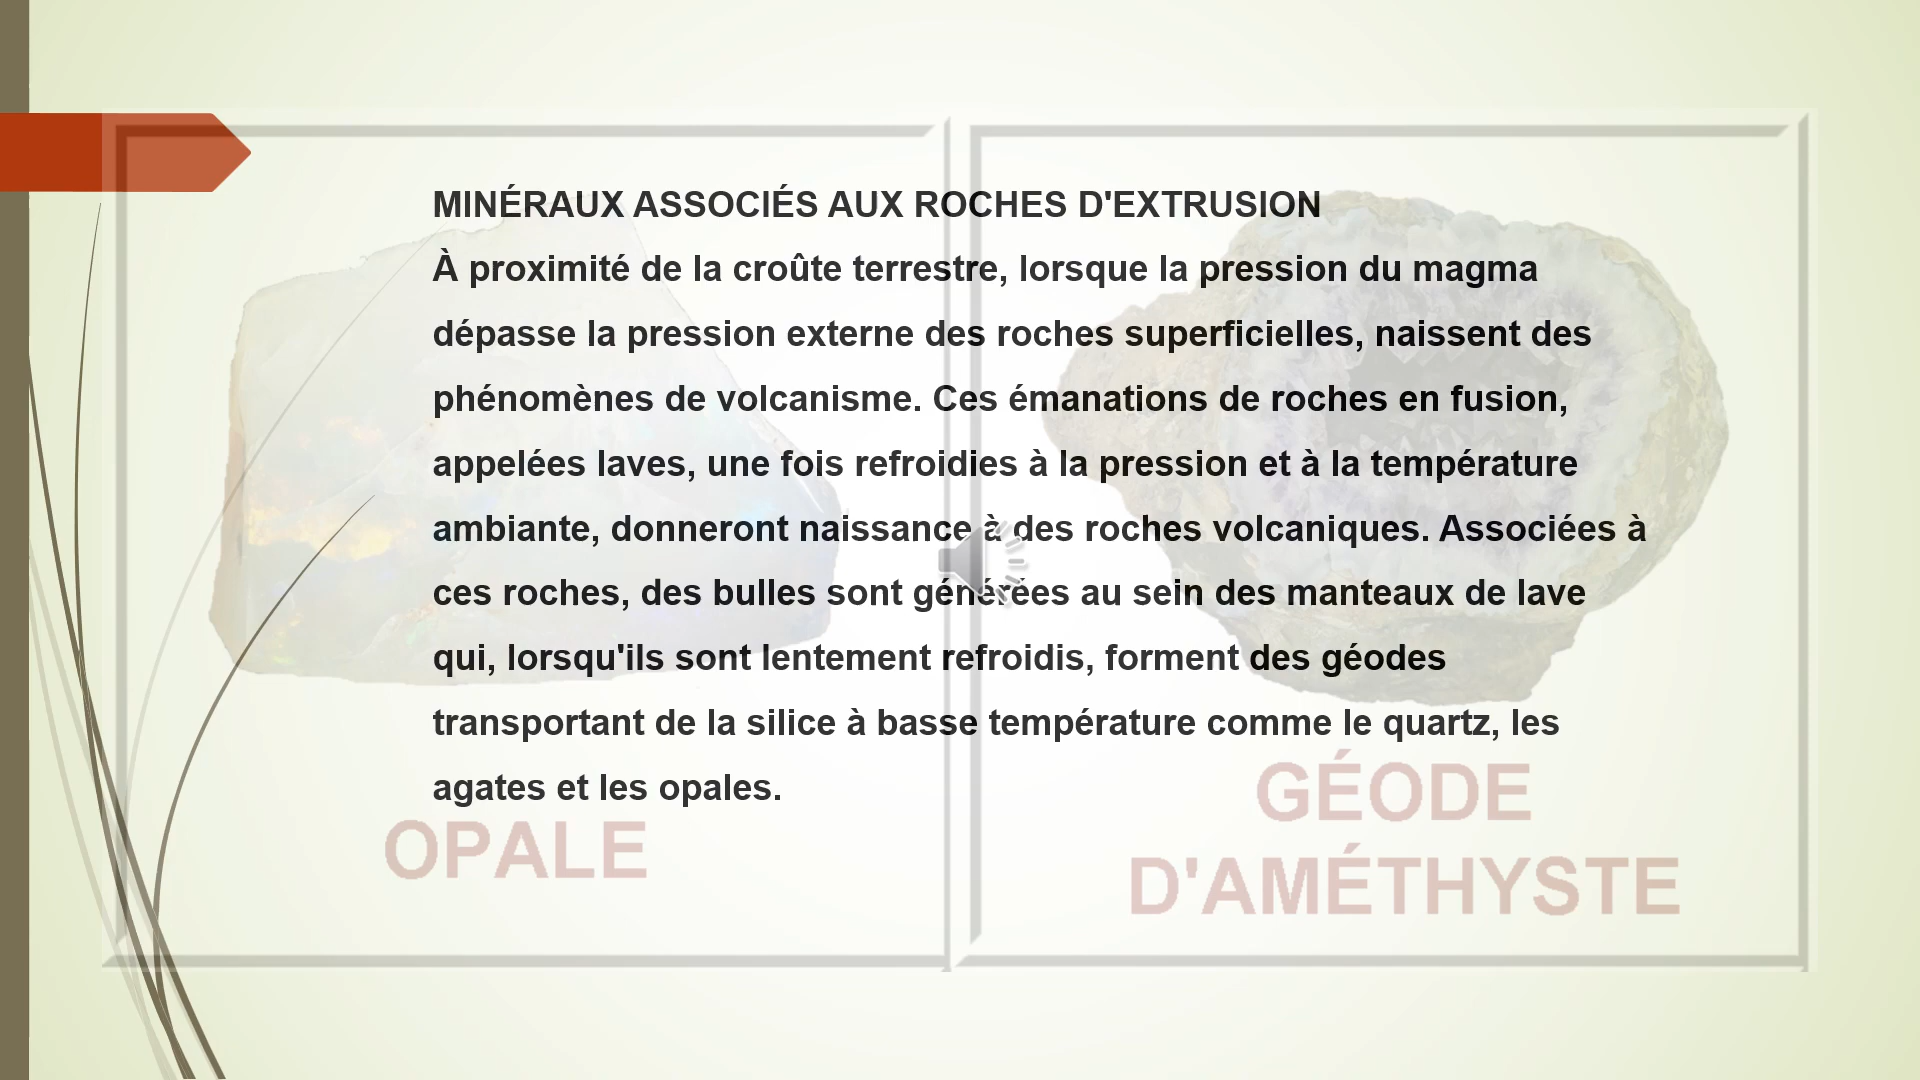 MINÉRAUX ASSOCIÉS AUX ROCHES D'EXTRUSION
À proximité de la croûte terrestre, lorsque la pression du magma
dépasse la pression externe des roches superficielles, naissent des
phénomènes de volcanisme. Ces émanations de roches en fusion,
appelées laves, une fois refroidies à la pression et à la température
ambiante, donneront naissance à des roches volcaniques. Associées à
ces roches, des bulles sont générées au sein des manteaux de lave
qui, lorsqu'ils sont lentement refroidis, forment des géodes
transportant de la silice à basse température comme le quartz, les
agates et les opales.
OPALE
GÉODE
D'AMÉTHYSTE